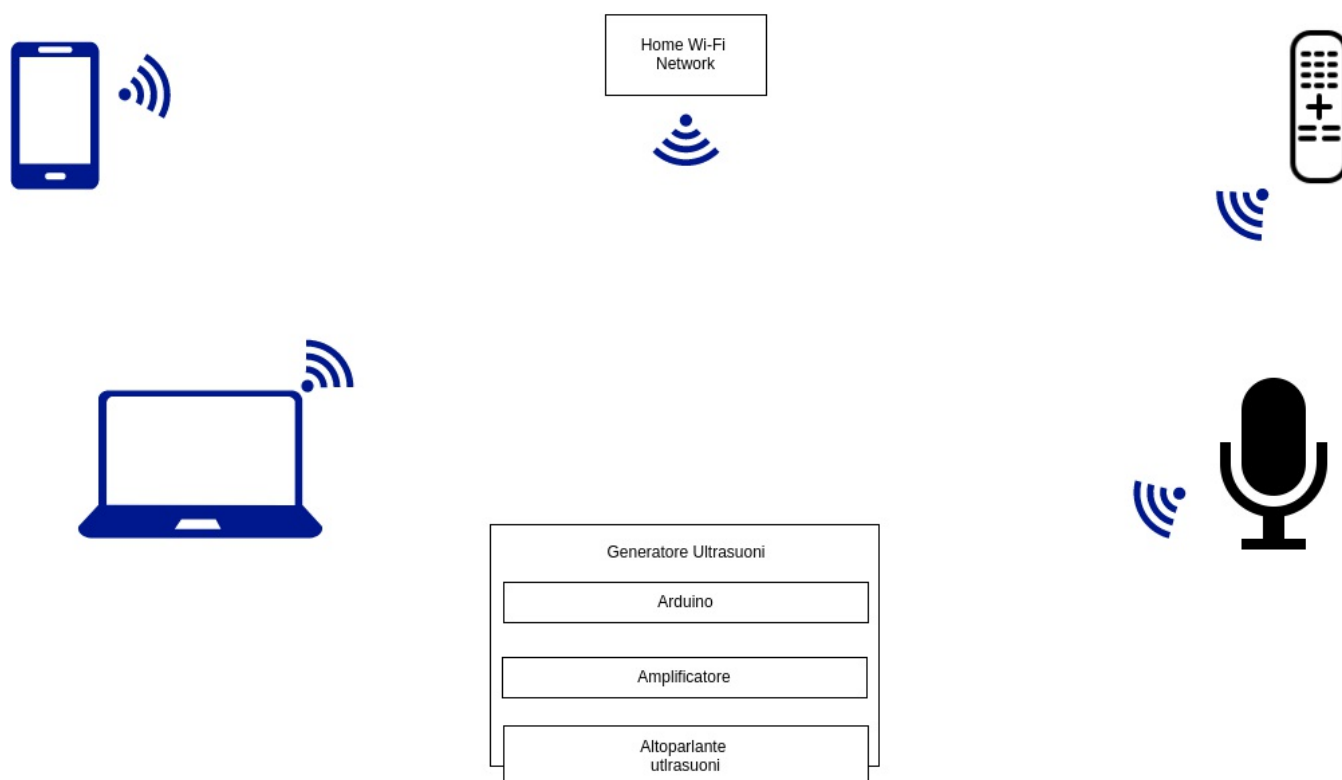 Home Wi-Fi
Network
Generatore Ultrasuoni
Arduino
Amplificatore
Altoparlante
utlrasuoni